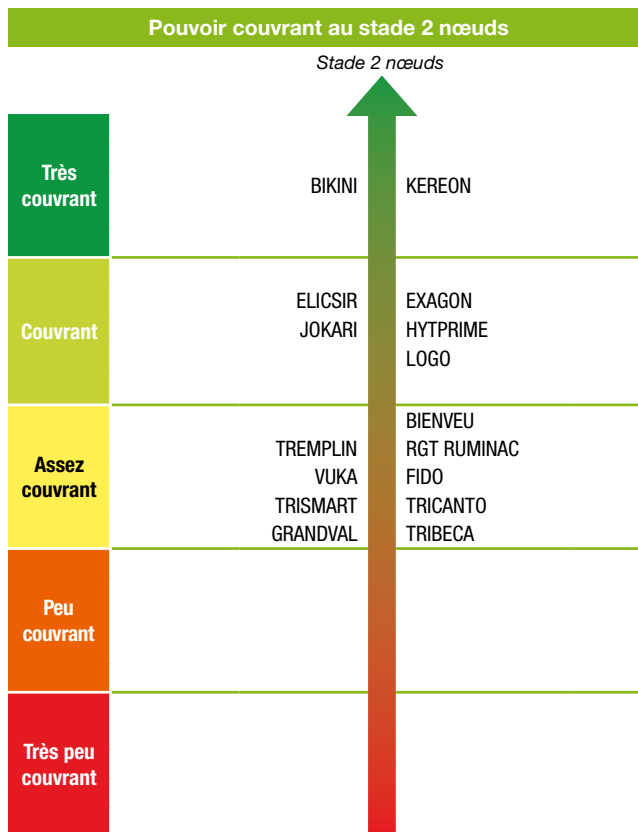 Pouvoir couvrant au stade 2 nœuds
Stade 2 nœuds
Très
couvrant
BIKINI KEREON
Couvrant
ELICSIR EXAGON
JOKARI HYTPRIME
LOGO
Assez
couvrant
BIENVEU
TREMPLIN RGT RUMINAC
VUKA FIDO
TRISMART TRICANTO
GRANDVAL TRIBECA
Peu
couvrant
Très peu
couvrant